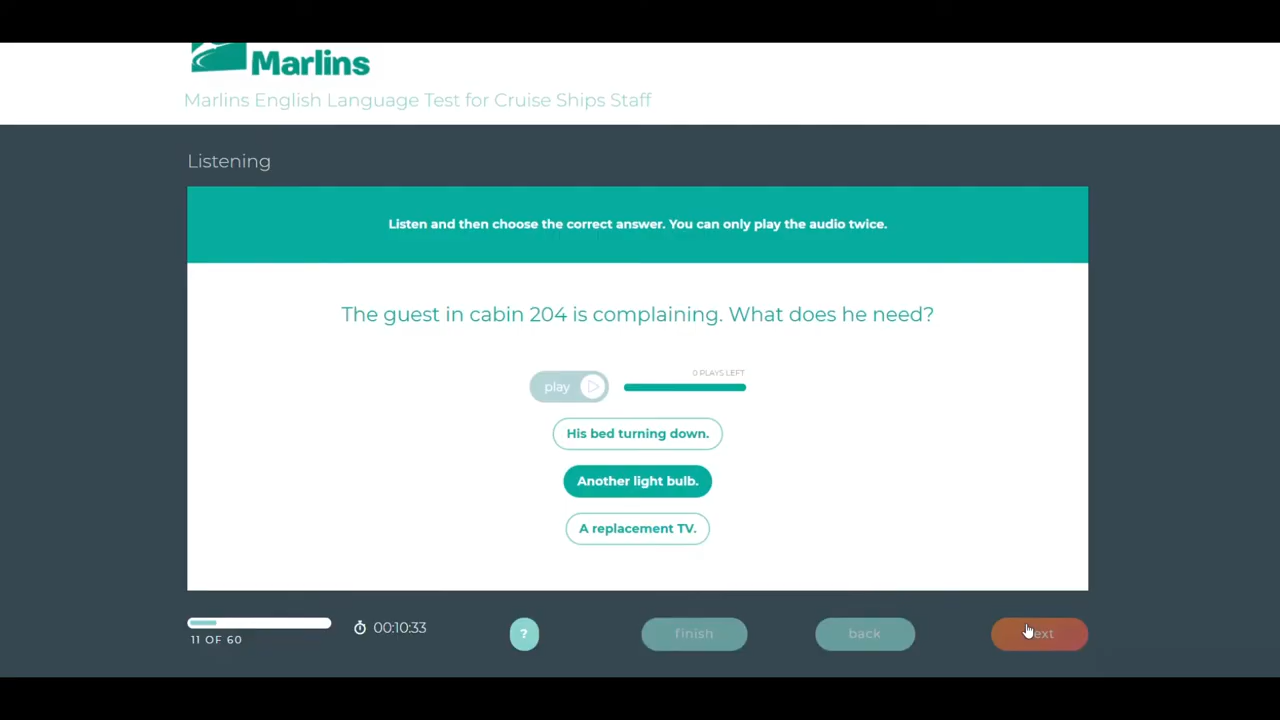 Marlins
Marlins English Language Test for Cruise Ships Staff
Listening
Listen and then choose the correct answer. You can only play the audio twice.
The guest in cabin 204 is complaining. What does he need?
0 PLAYS LEFT
play
His bed turning down.
Another light bulb.
A replacement TV.
11 OF 60
00:10:33
?
finish
back
next